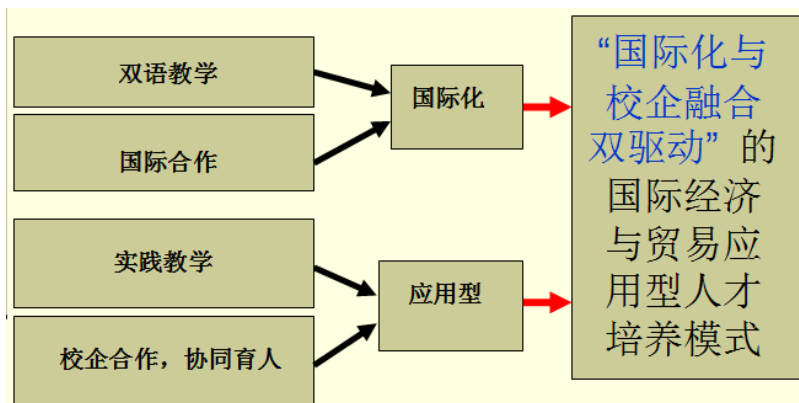 双语教学
国际合作
国际化
实践教学
校企合作，协同育人
应用型
“国际化与
校企融合
双驱动”的
国际经济
与贸易应
用型人才
培养模式